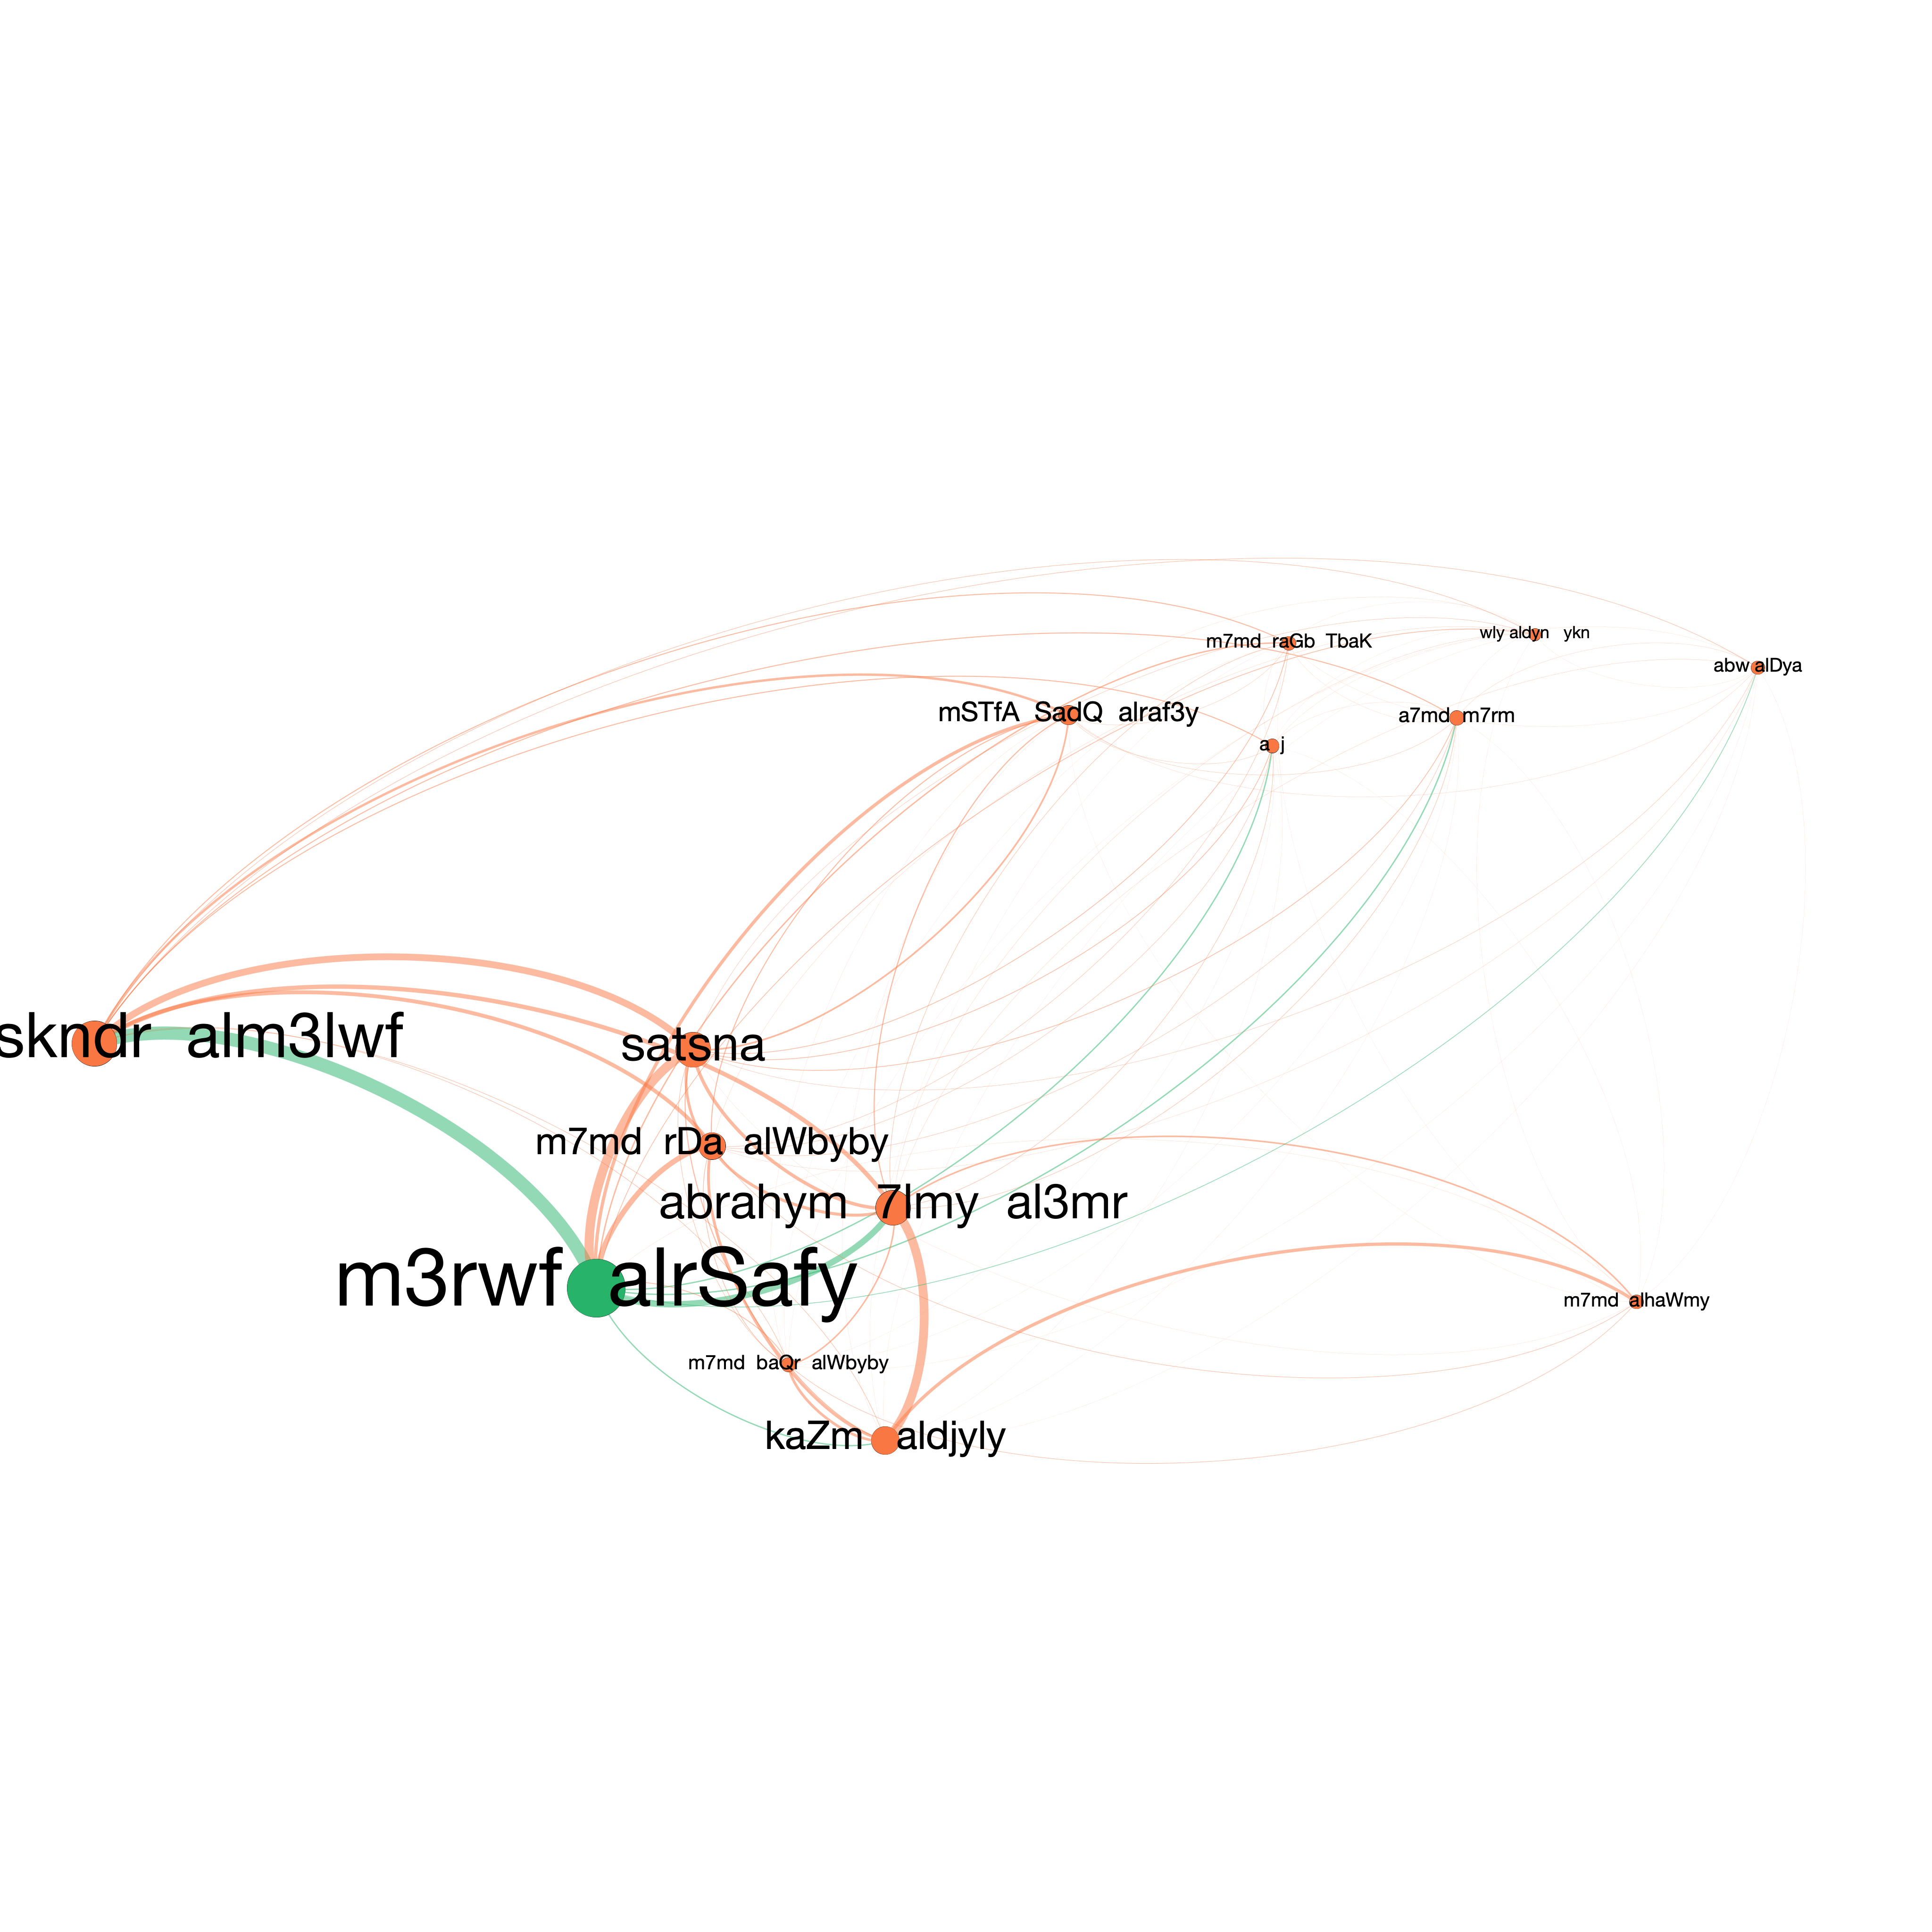 m7md raGb TbaK
wly aldyn ykn
abw alDya
mSTfA SadQ alraf3y
a7md m7rm
a j
skndr alm3lwf
satsna
m7md rDa alWbyby
abrahym 7lmy al3mr
m3rwf alrSafy
m7md alhaWmy
m7md baQr alWbyby
kaZm aldjyly